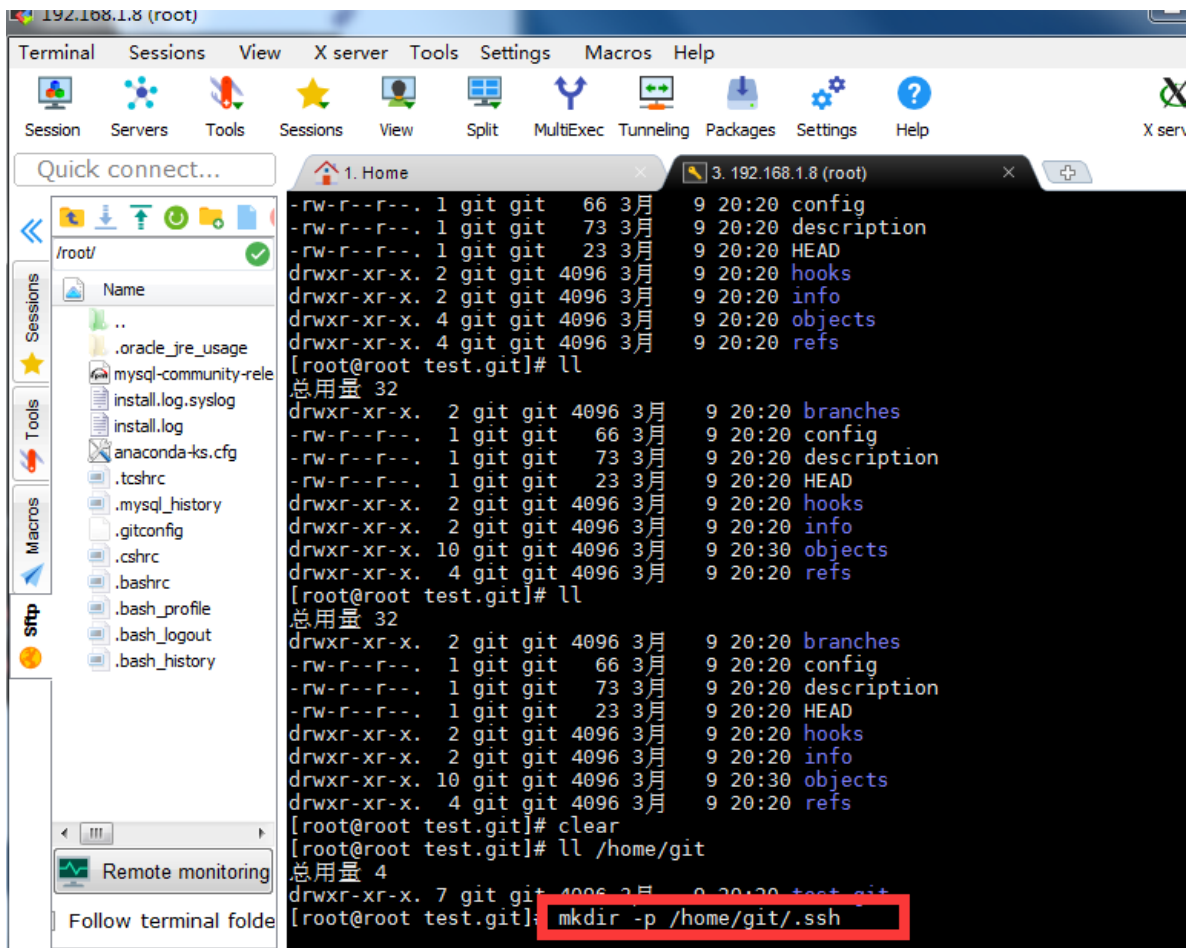 192.168.1.8 (root)
Terminal Sessions View X server Tools Settings Macros Help
Session Servers Tools Sessions View Split MultiExec Tunneling Packages Settings Help X serv
Quick connect...
1. Home
3. 192.168.1.8 (root)
/root/
Name
..
.oracle_jre_usage
mysql-community-rele
install.log.syslog
install.log
anaconda-ks.cfg
.tcshrc
.mysql_history
.gitconfig
.cshrc
.bashrc
.bash_profile
.bash_logout
.bash_history
Sessions
Tools
Macros
Sftp
Remote monitoring
Follow terminal folde
-rw-r--r--. 1 git git 66 3月 9 20:20 config
-rw-r--r--. 1 git git 73 3月 9 20:20 description
-rw-r--r--. 1 git git 23 3月 9 20:20 HEAD
drwxr-xr-x. 2 git git 4096 3月 9 20:20 hooks
drwxr-xr-x. 2 git git 4096 3月 9 20:20 info
drwxr-xr-x. 4 git git 4096 3月 9 20:20 objects
drwxr-xr-x. 4 git git 4096 3月 9 20:20 refs
[root@root test.git]# ll
总用量 32
drwxr-xr-x. 2 git git 4096 3月 9 20:20 branches
-rw-r--r--. 1 git git 66 3月 9 20:20 config
-rw-r--r--. 1 git git 73 3月 9 20:20 description
-rw-r--r--. 1 git git 23 3月 9 20:20 HEAD
drwxr-xr-x. 2 git git 4096 3月 9 20:20 hooks
drwxr-xr-x. 2 git git 4096 3月 9 20:20 info
drwxr-xr-x. 10 git git 4096 3月 9 20:30 objects
drwxr-xr-x. 4 git git 4096 3月 9 20:20 refs
[root@root test.git]# ll
总用量 32
drwxr-xr-x. 2 git git 4096 3月 9 20:20 branches
-rw-r--r--. 1 git git 66 3月 9 20:20 config
-rw-r--r--. 1 git git 73 3月 9 20:20 description
-rw-r--r--. 1 git git 23 3月 9 20:20 HEAD
drwxr-xr-x. 2 git git 4096 3月 9 20:20 hooks
drwxr-xr-x. 2 git git 4096 3月 9 20:20 info
drwxr-xr-x. 10 git git 4096 3月 9 20:30 objects
drwxr-xr-x. 4 git git 4096 3月 9 20:20 refs
[root@root test.git]# clear
[root@root test.git]# ll /home/git
总用量 4
drwxr-xr-x. 7 git git 4096 3月 9 20:20 test.git
[root@root test.git]# mkdir -p /home/git/.ssh